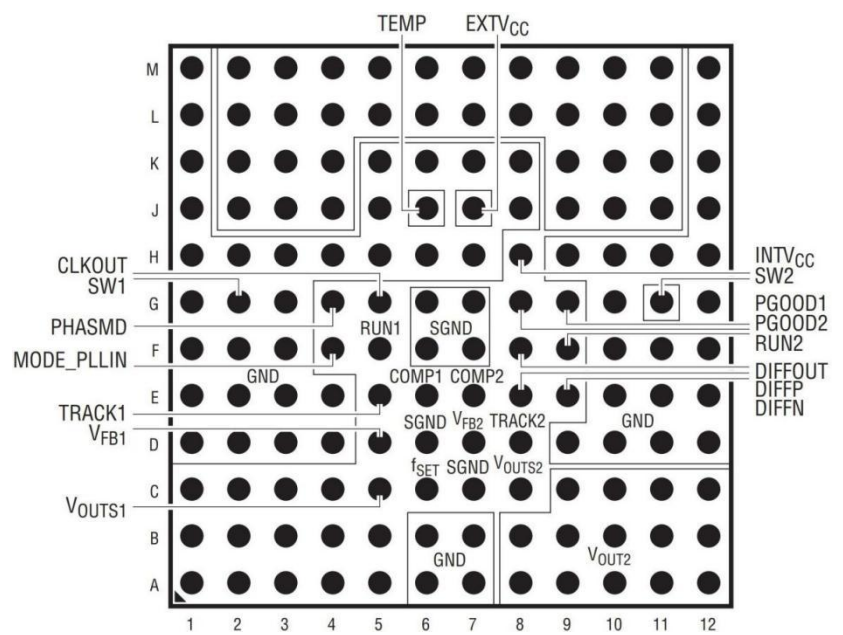 TEMP EXTVCC
M
L
K
J
H
CLKOUT INTVCC
SW1 SW2
G
PGOOD1
PHASMD RUN1 SGND PGOOD2
F RUN2
MODE_PLLIN
GND COMP1 COMP2 DIFFOUT
E DIFFP
TRACK1 DIFFN
SGND VFB2 TRACK2 GND
VFB1
D
fSET SGND VOUTS2
C
VOUTS1
B
GND VOUT2
A
1 2 3 4 5 6 7 8 9 10 11 12